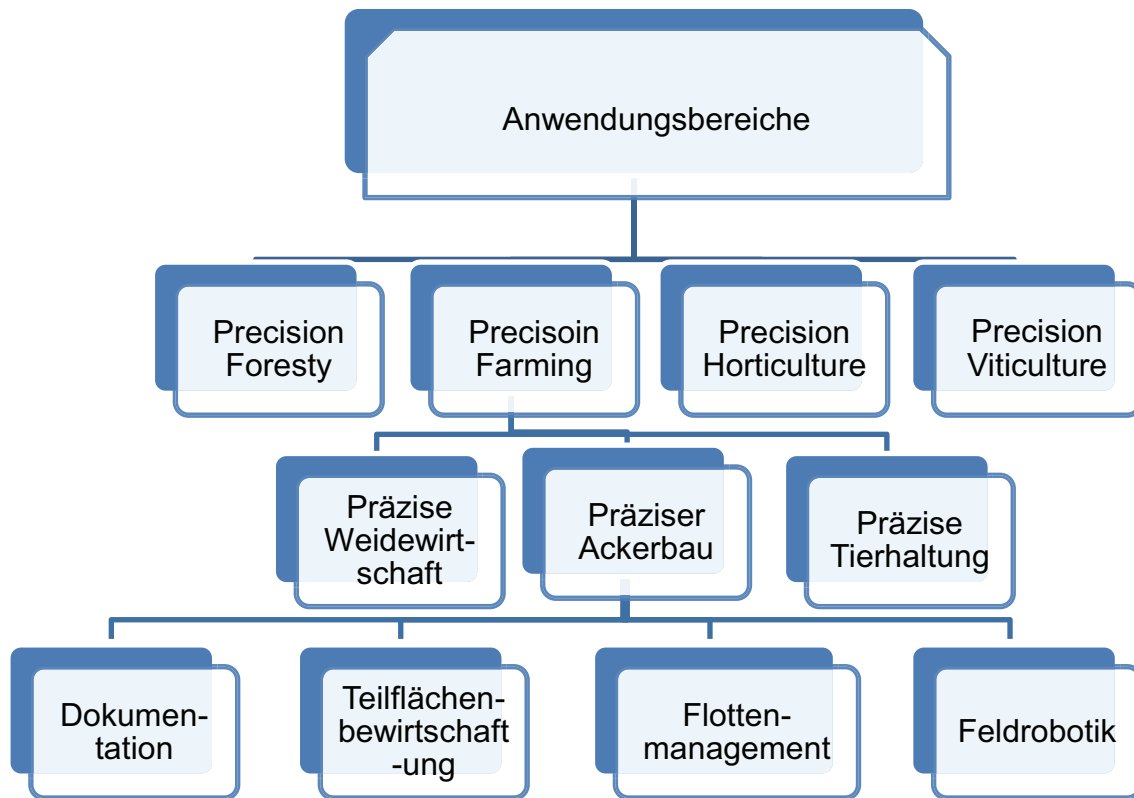 Anwendungsbereiche
Precision
Foresty
Precisoin
Farming
Precision
Horticulture
Precision
Viticulture
Präzise
Weidewirt-
schaft
Präziser
Ackerbau
Präzise
Tierhaltung
Dokumen-
tation
Teilflächen-
bewirtschaft
-ung
Flotten-
management
Feldrobotik